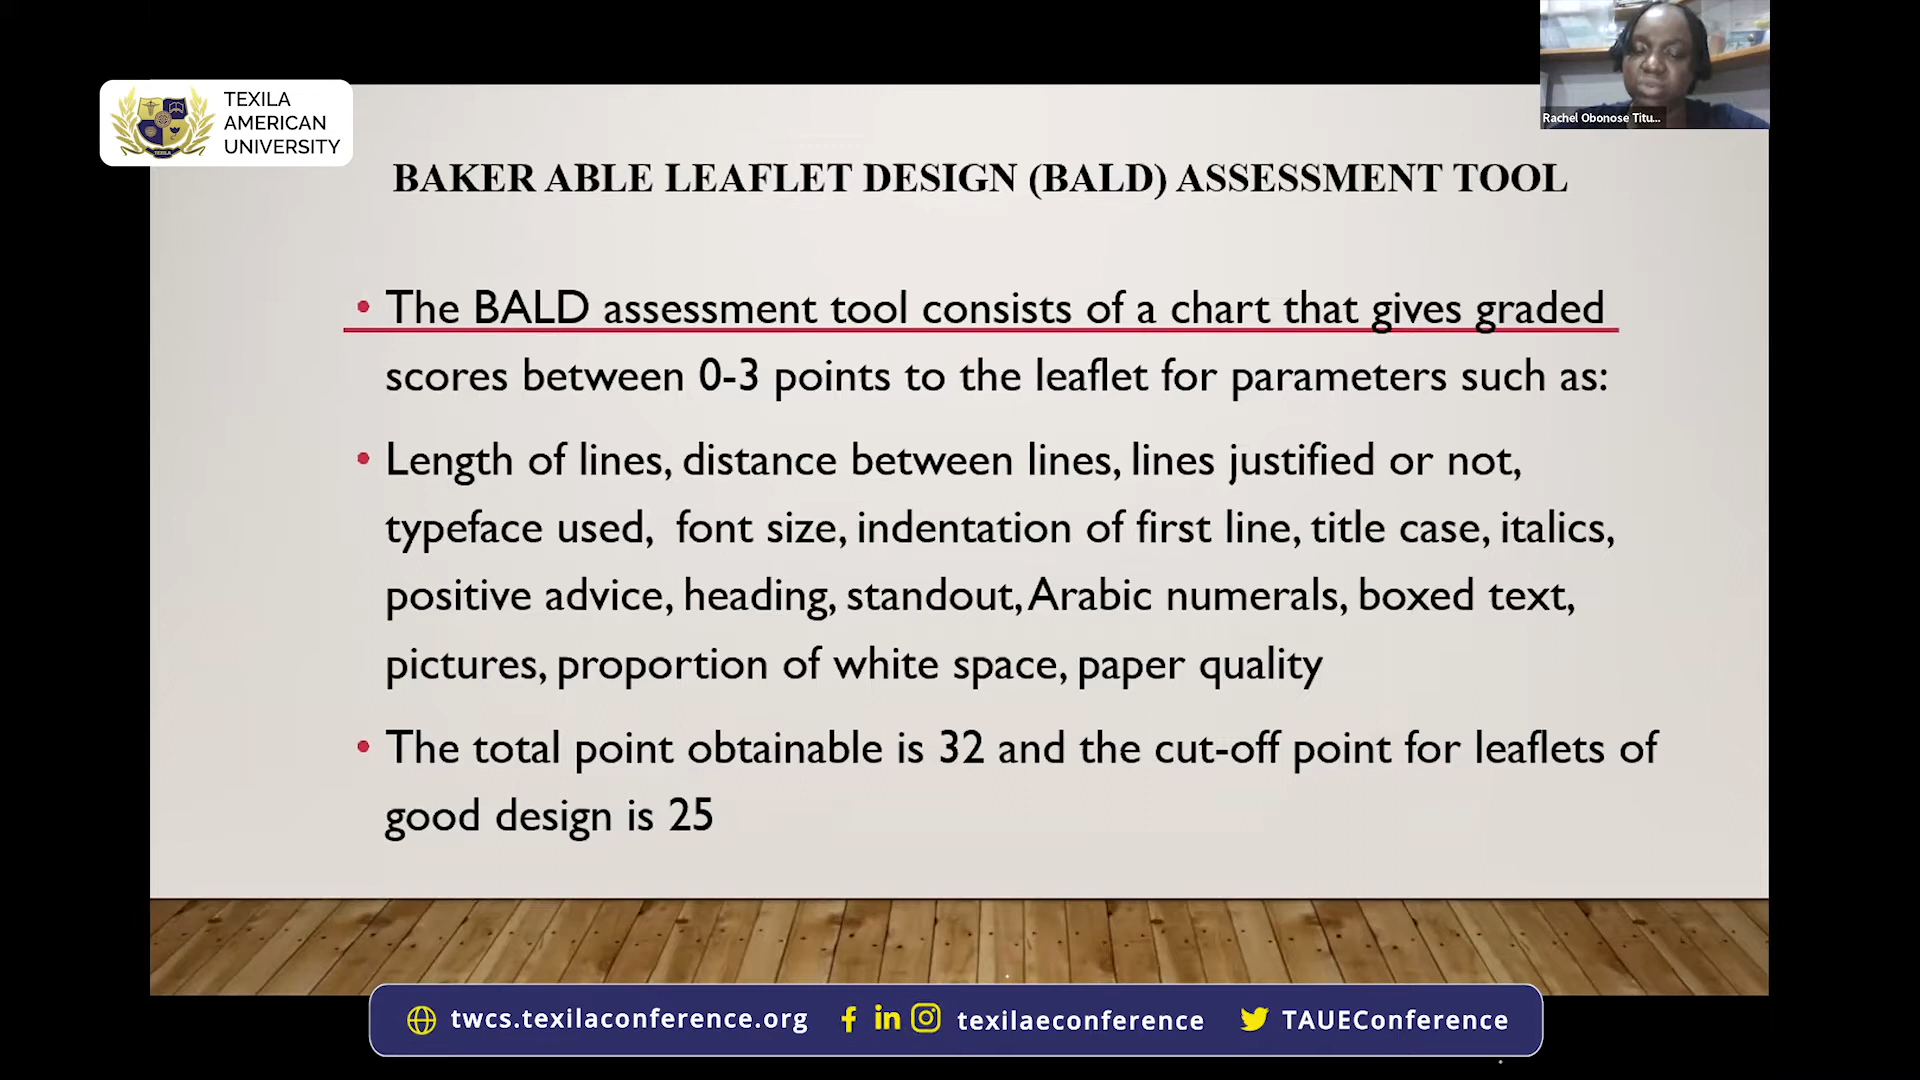 TEXILA
AMERICAN
UNIVERSITY
Rachel Obonose Titu...
BAKER ABLE LEAFLET DESIGN (BALD) ASSESSMENT TOOL
• The BALD assessment tool consists of a chart that gives graded
scores between 0-3 points to the leaflet for parameters such as:
• Length of lines, distance between lines, lines justified or not,
typeface used, font size, indentation of first line, title case, italics,
positive advice, heading, standout, Arabic numerals, boxed text,
pictures, proportion of white space, paper quality
• The total point obtainable is 32 and the cut-off point for leaflets of
good design is 25
twcs.texilaconference.org texilaeconference TAUEConference